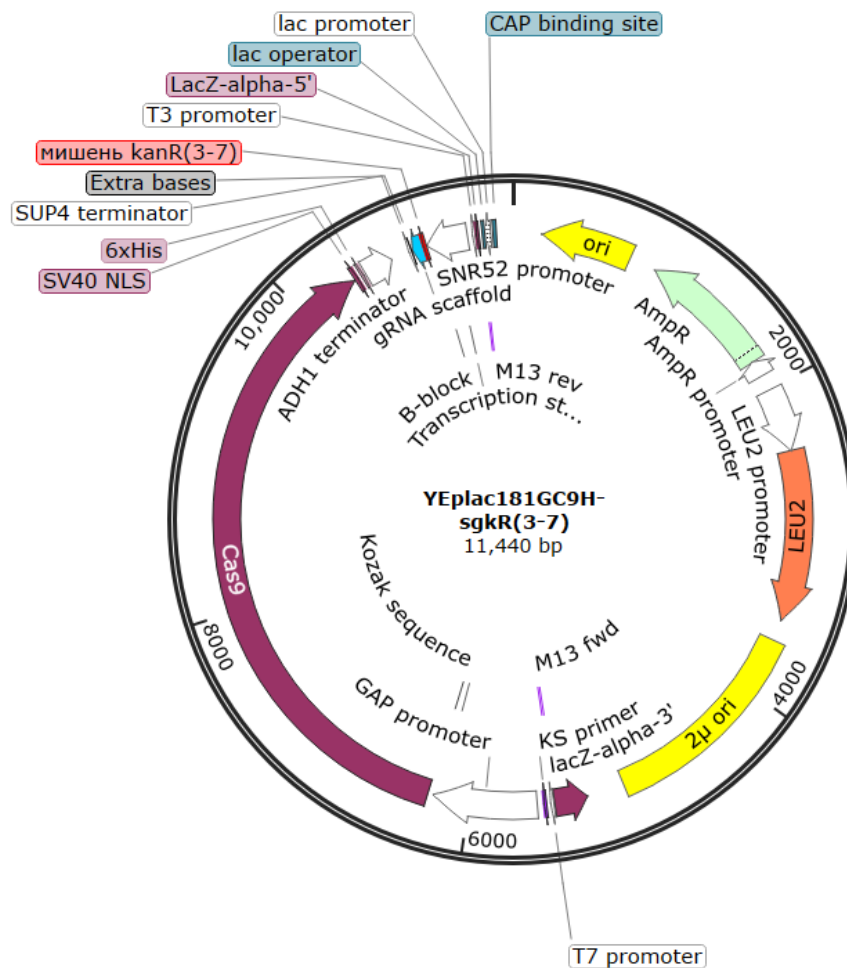 lac promoter
CAP binding site
lac operator
LacZ-alpha-5'
T3 promoter
мишень kanR(3-7)
Extra bases
SUP4 terminator
6xHis
SV40 NLS
ori
SNR52 promoter
gRNA scaffold
ADH1 terminator
10,000
AmpR
2000
AmpR promoter
LEU2 promoter
M13 rev
B-block
Transcription st...
LEU2
YEplac181GC9H-
sgkR(3-7)
11,440 bp
Cas9
Kozak sequence
8000
M13 fwd
4000
2μ ori
GAP promoter
KS primer
lacZ-alpha-3'
6000
T7 promoter